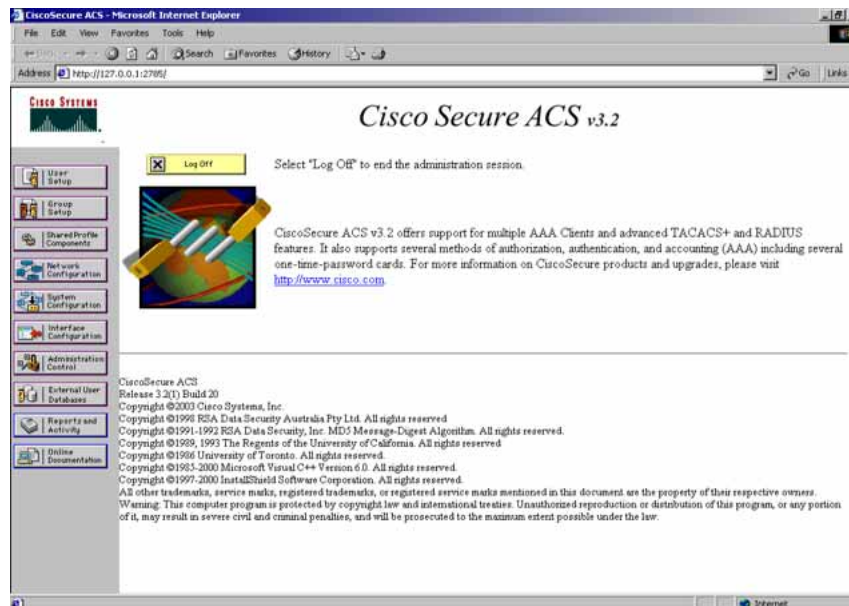 CiscoSecure ACS - Microsoft Internet Explorer
File Edit View Favorites Tools Help
Search Favorites History
Address http://127.0.0.1:2785/ Go Links
CISCO SYSTEMS
Cisco Secure ACS v3.2
Log Off
Select "Log Off" to end the administration session.
User Setup
Group Setup
Shared Profile Components
Network Configuration
System Configuration
Interface Configuration
Administration Control
External User Databases
Reports and Activity
Online Documentation
CiscoSecure ACS v3.2 offers support for multiple AAA Clients and advanced TACACS+ and RADIUS
features. It also supports several methods of authorization, authentication, and accounting (AAA) including several
one-time-password cards. For more information on CiscoSecure products and upgrades, please visit
http://www.cisco.com.
CiscoSecure ACS
Release 3.2(1) Build 20
Copyright ©2003 Cisco Systems, Inc.
Copyright ©1998 RSA Data Security Australia Pty Ltd. All rights reserved
Copyright ©1991-1992 RSA Data Security, Inc. MD5 Message-Digest Algorithm. All rights reserved.
Copyright ©1989, 1993 The Regents of the University of California. All rights reserved
Copyright ©1986 University of Toronto. All rights reserved.
Copyright ©1985-2000 Microsoft Visual C++ Version 6.0. All rights reserved.
Copyright ©1997-2000 InstallShield Software Corporation. All rights reserved.
All other trademarks, service marks, registered trademarks, or registered service marks mentioned in this document are the property of their respective owners.
Warning: This computer program is protected by copyright law and international treaties. Unauthorized reproduction or distribution of this program, or any portion
of it, may result in severe civil and criminal penalties, and will be prosecuted to the maximum extent possible under the law.
Internet